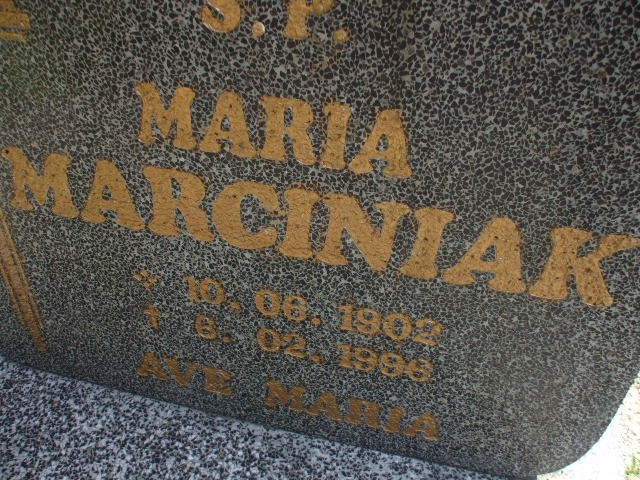 S.P.
MARIA
MARCINIAK
* 10. 06. 1902
† 8. 02. 1996
AVE MARIA